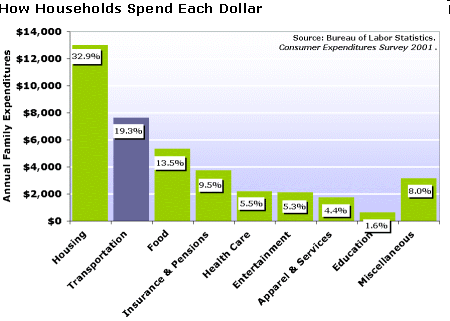 How Households Spend Each Dollar
Source: Bureau of Labor Statistics.
Consumer Expenditures Survey 2001.
Annual Family Expenditures
$14,000
$12,000
$10,000
$8,000
$6,000
$4,000
$2,000
$0
32.9%
19.3%
13.5%
9.5%
5.5%
5.3%
4.4%
1.6%
8.0%
Housing
Transportation
Food
Insurance & Pensions
Health Care
Entertainment
Apparel & Services
Education
Miscellaneous